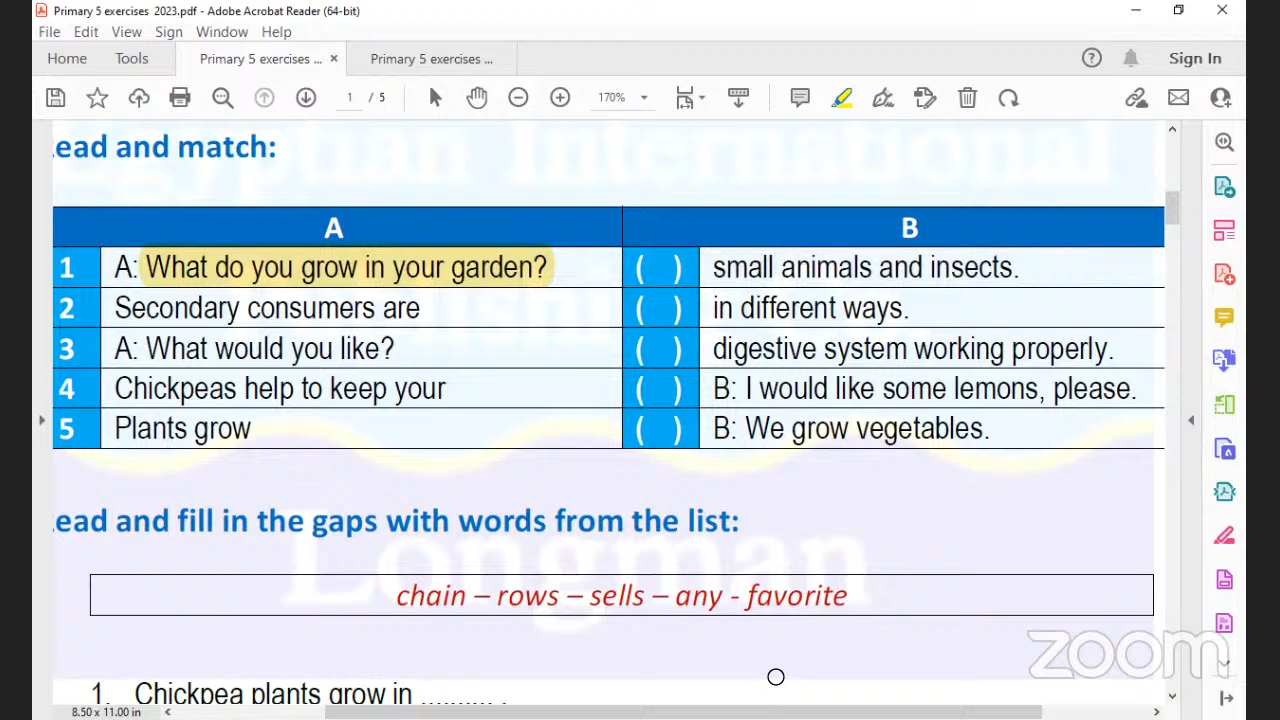 Primary 5 exercises 2023.pdf - Adobe Acrobat Reader (64-bit)
File Edit View Sign Window Help
Home Tools Primary 5 exercises ... × Primary 5 exercises ... Sign In
1 / 5 170%
Egyptian International
ead and match:
A B
1 A: What do you grow in your garden? ( ) small animals and insects.
2 Secondary consumers are ( ) in different ways.
3 A: What would you like? ( ) digestive system working properly.
4 Chickpeas help to keep your ( ) B: I would like some lemons, please.
5 Plants grow ( ) B: We grow vegetables.
ead and fill in the gaps with words from the list:
Longman
chain – rows – sells – any - favorite
zoom
1. Chickpea plants grow in ........
8.50 x 11.00 in